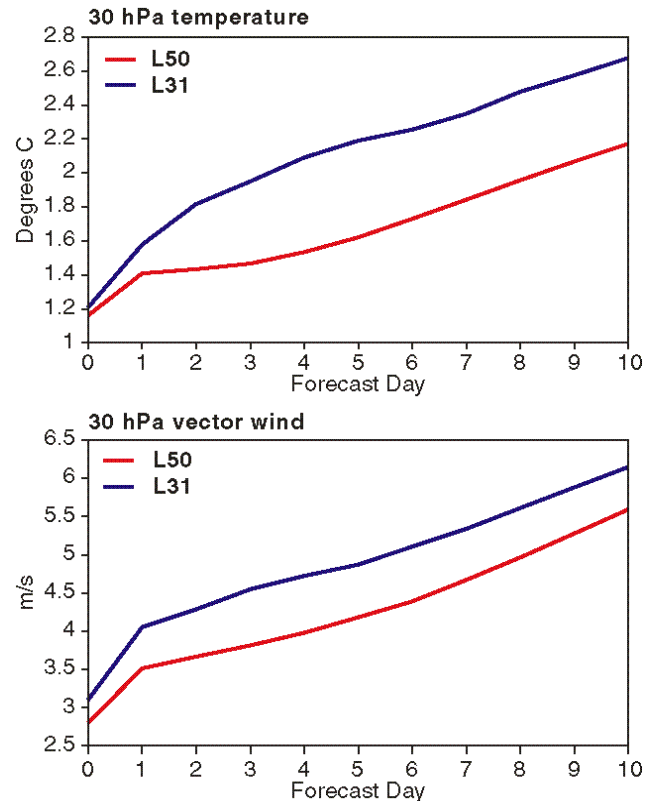 30 hPa temperature
2.8
2.6
2.4
2.2
2
1.8
1.6
1.4
1.2
1
Degrees C
L50
L31
0 1 2 3 4 5 6 7 8 9 10
Forecast Day
30 hPa vector wind
6.5
6
5.5
5
4.5
4
3.5
3
2.5
m/s
L50
L31
0 1 2 3 4 5 6 7 8 9 10
Forecast Day